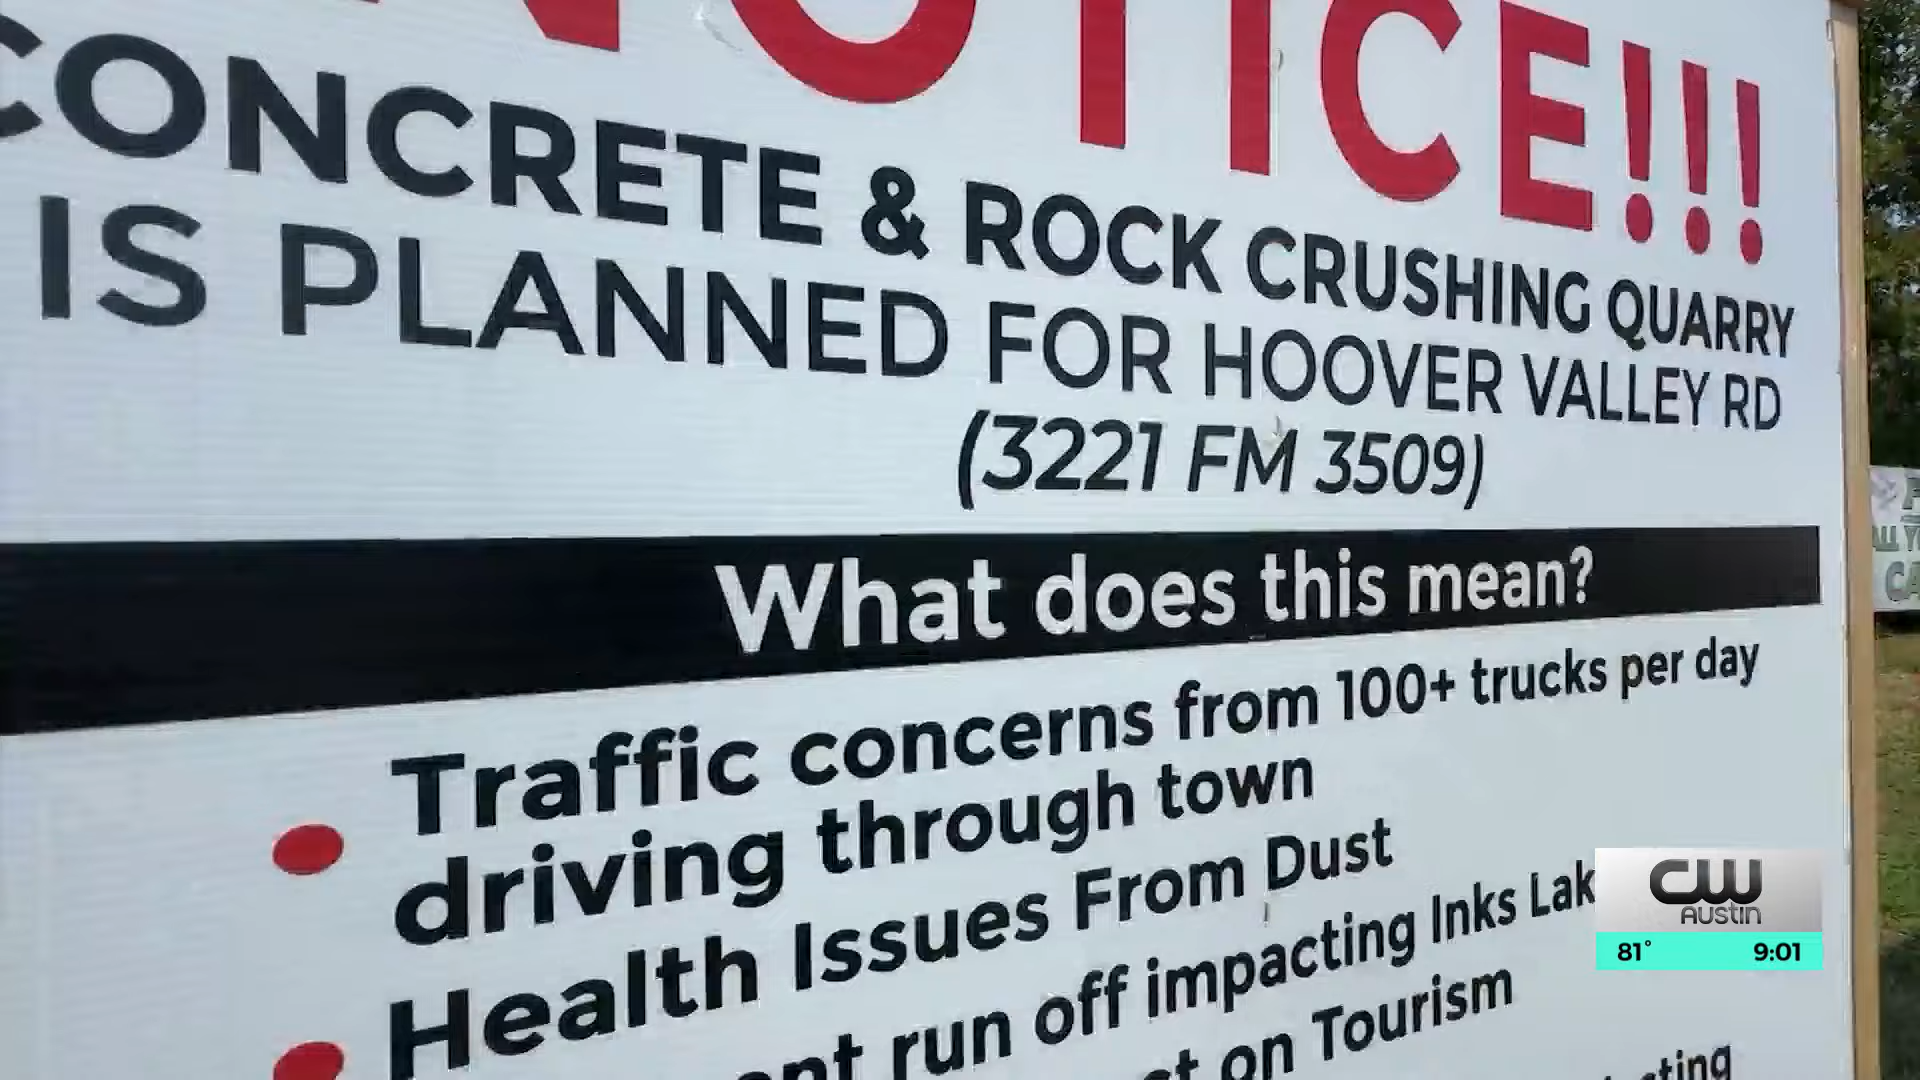 NOTICE!!!
CONCRETE & ROCK CRUSHING QUARRY
IS PLANNED FOR HOOVER VALLEY RD
(3221 FM 3509)
What does this mean?
Traffic concerns from 100+ trucks per day
driving through town
Health Issues From Dust
run off impacting Inks Lak
on Tourism
CW
AUSTIN
81° 9:01